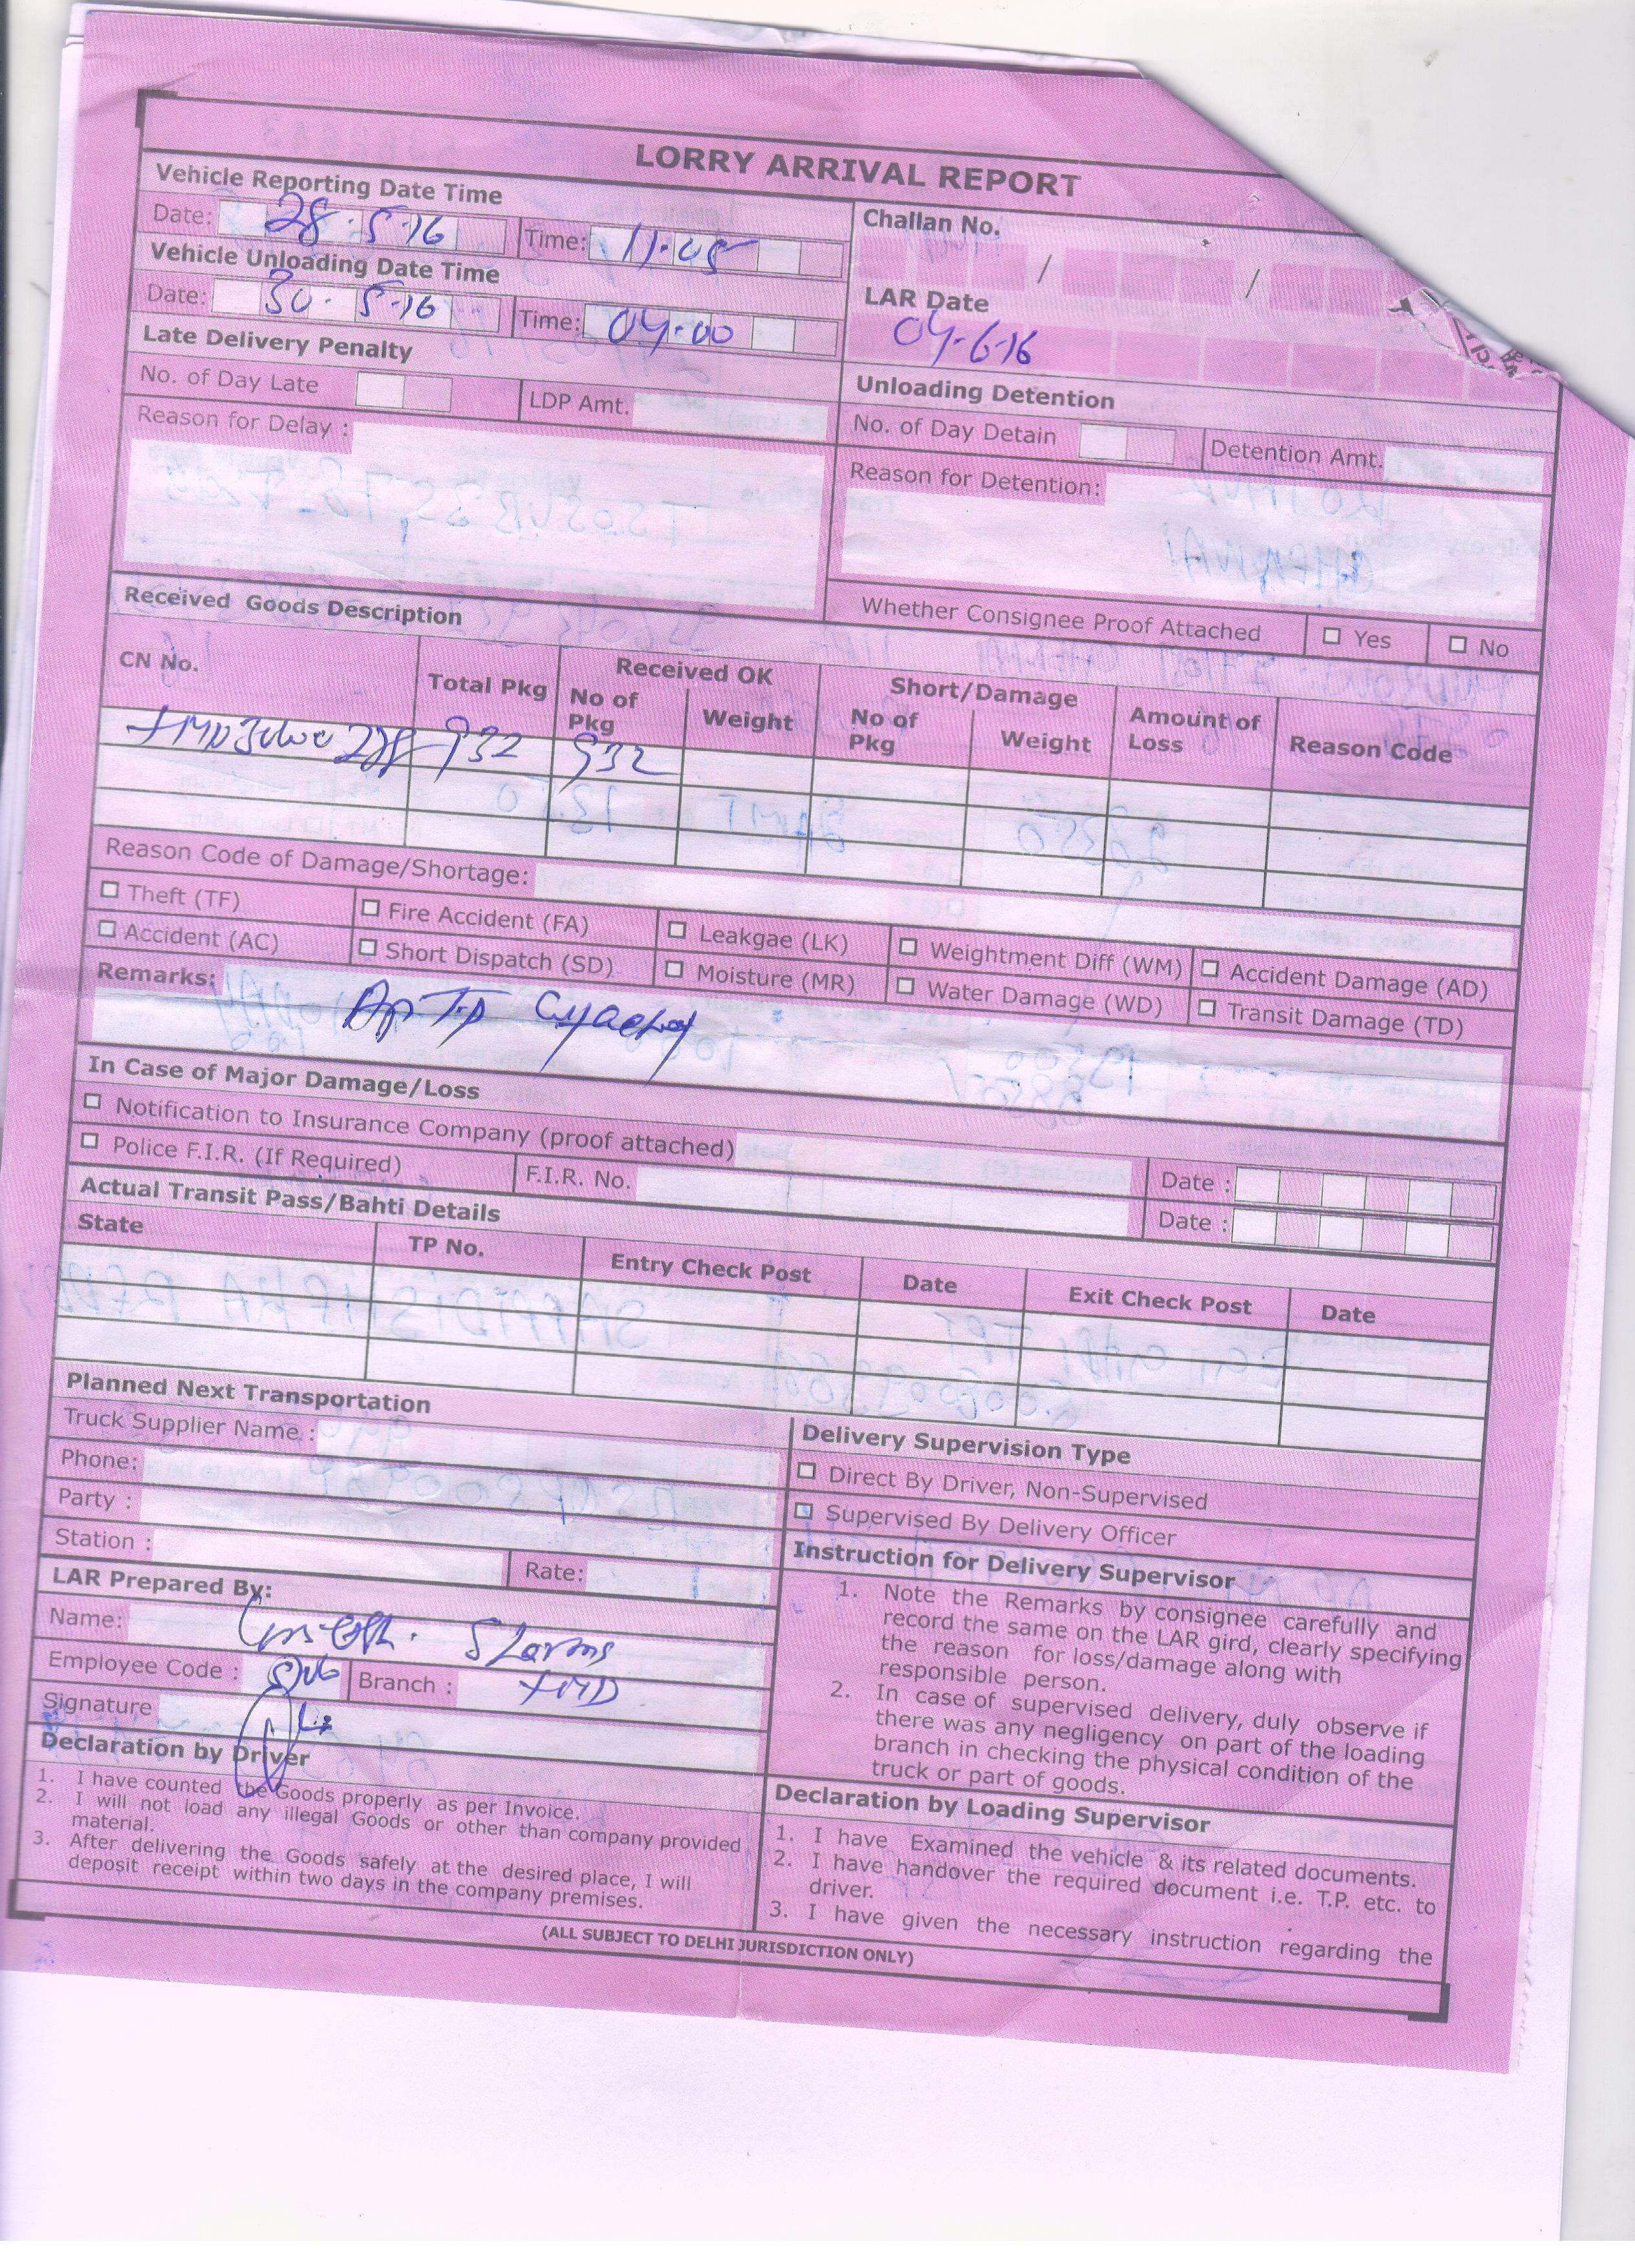 LORRY ARRIVAL REPORT
Vehicle Reporting Date Time
Date: 28.5.16 Time: 11.05
Vehicle Unloading Date Time
Date: 30.5.16 Time: 04.00
Challan No.
/ /
LAR Date
04.6.16
Late Delivery Penalty
No. of Day Late LDP Amt.
Reason for Delay :
Unloading Detention
No. of Day Detain Detention Amt.
Reason for Detention:
Whether Consignee Proof Attached Yes No
Received Goods Description
CN No. Total Pkg Received OK Short/Damage Amount of Loss Reason Code
No of Pkg Weight No of Pkg Weight
932 932
Reason Code of Damage/Shortage:
Theft (TF) Fire Accident (FA) Leakgae (LK) Weightment Diff (WM) Accident Damage (AD)
Accident (AC) Short Dispatch (SD) Moisture (MR) Water Damage (WD) Transit Damage (TD)
Remarks:
In Case of Major Damage/Loss
Notification to Insurance Company (proof attached) Date :
Police F.I.R. (If Required) F.I.R. No. Date :
Actual Transit Pass/Bahti Details
State TP No. Entry Check Post Date Exit Check Post Date
Planned Next Transportation
Truck Supplier Name :
Phone:
Party :
Station : Rate:
LAR Prepared By:
Name:
Employee Code : Branch :
Signature
Declaration by Driver
1. I have counted the Goods properly as per Invoice.
2. I will not load any illegal Goods or other than company provided
material.
3. After delivering the Goods safely at the desired place, I will
deposit receipt within two days in the company premises.
Delivery Supervision Type
Direct By Driver, Non-Supervised
Supervised By Delivery Officer
Instruction for Delivery Supervisor
1. Note the Remarks by consignee carefully and
record the same on the LAR gird, clearly specifying
the reason for loss/damage along with
responsible person.
2. In case of supervised delivery, duly observe if
there was any negligency on part of the loading
branch in checking the physical condition of the
truck or part of goods.
Declaration by Loading Supervisor
1. I have Examined the vehicle & its related documents.
2. I have handover the required document i.e. T.P. etc. to
driver.
3. I have given the necessary instruction regarding the
(ALL SUBJECT TO DELHI JURISDICTION ONLY)